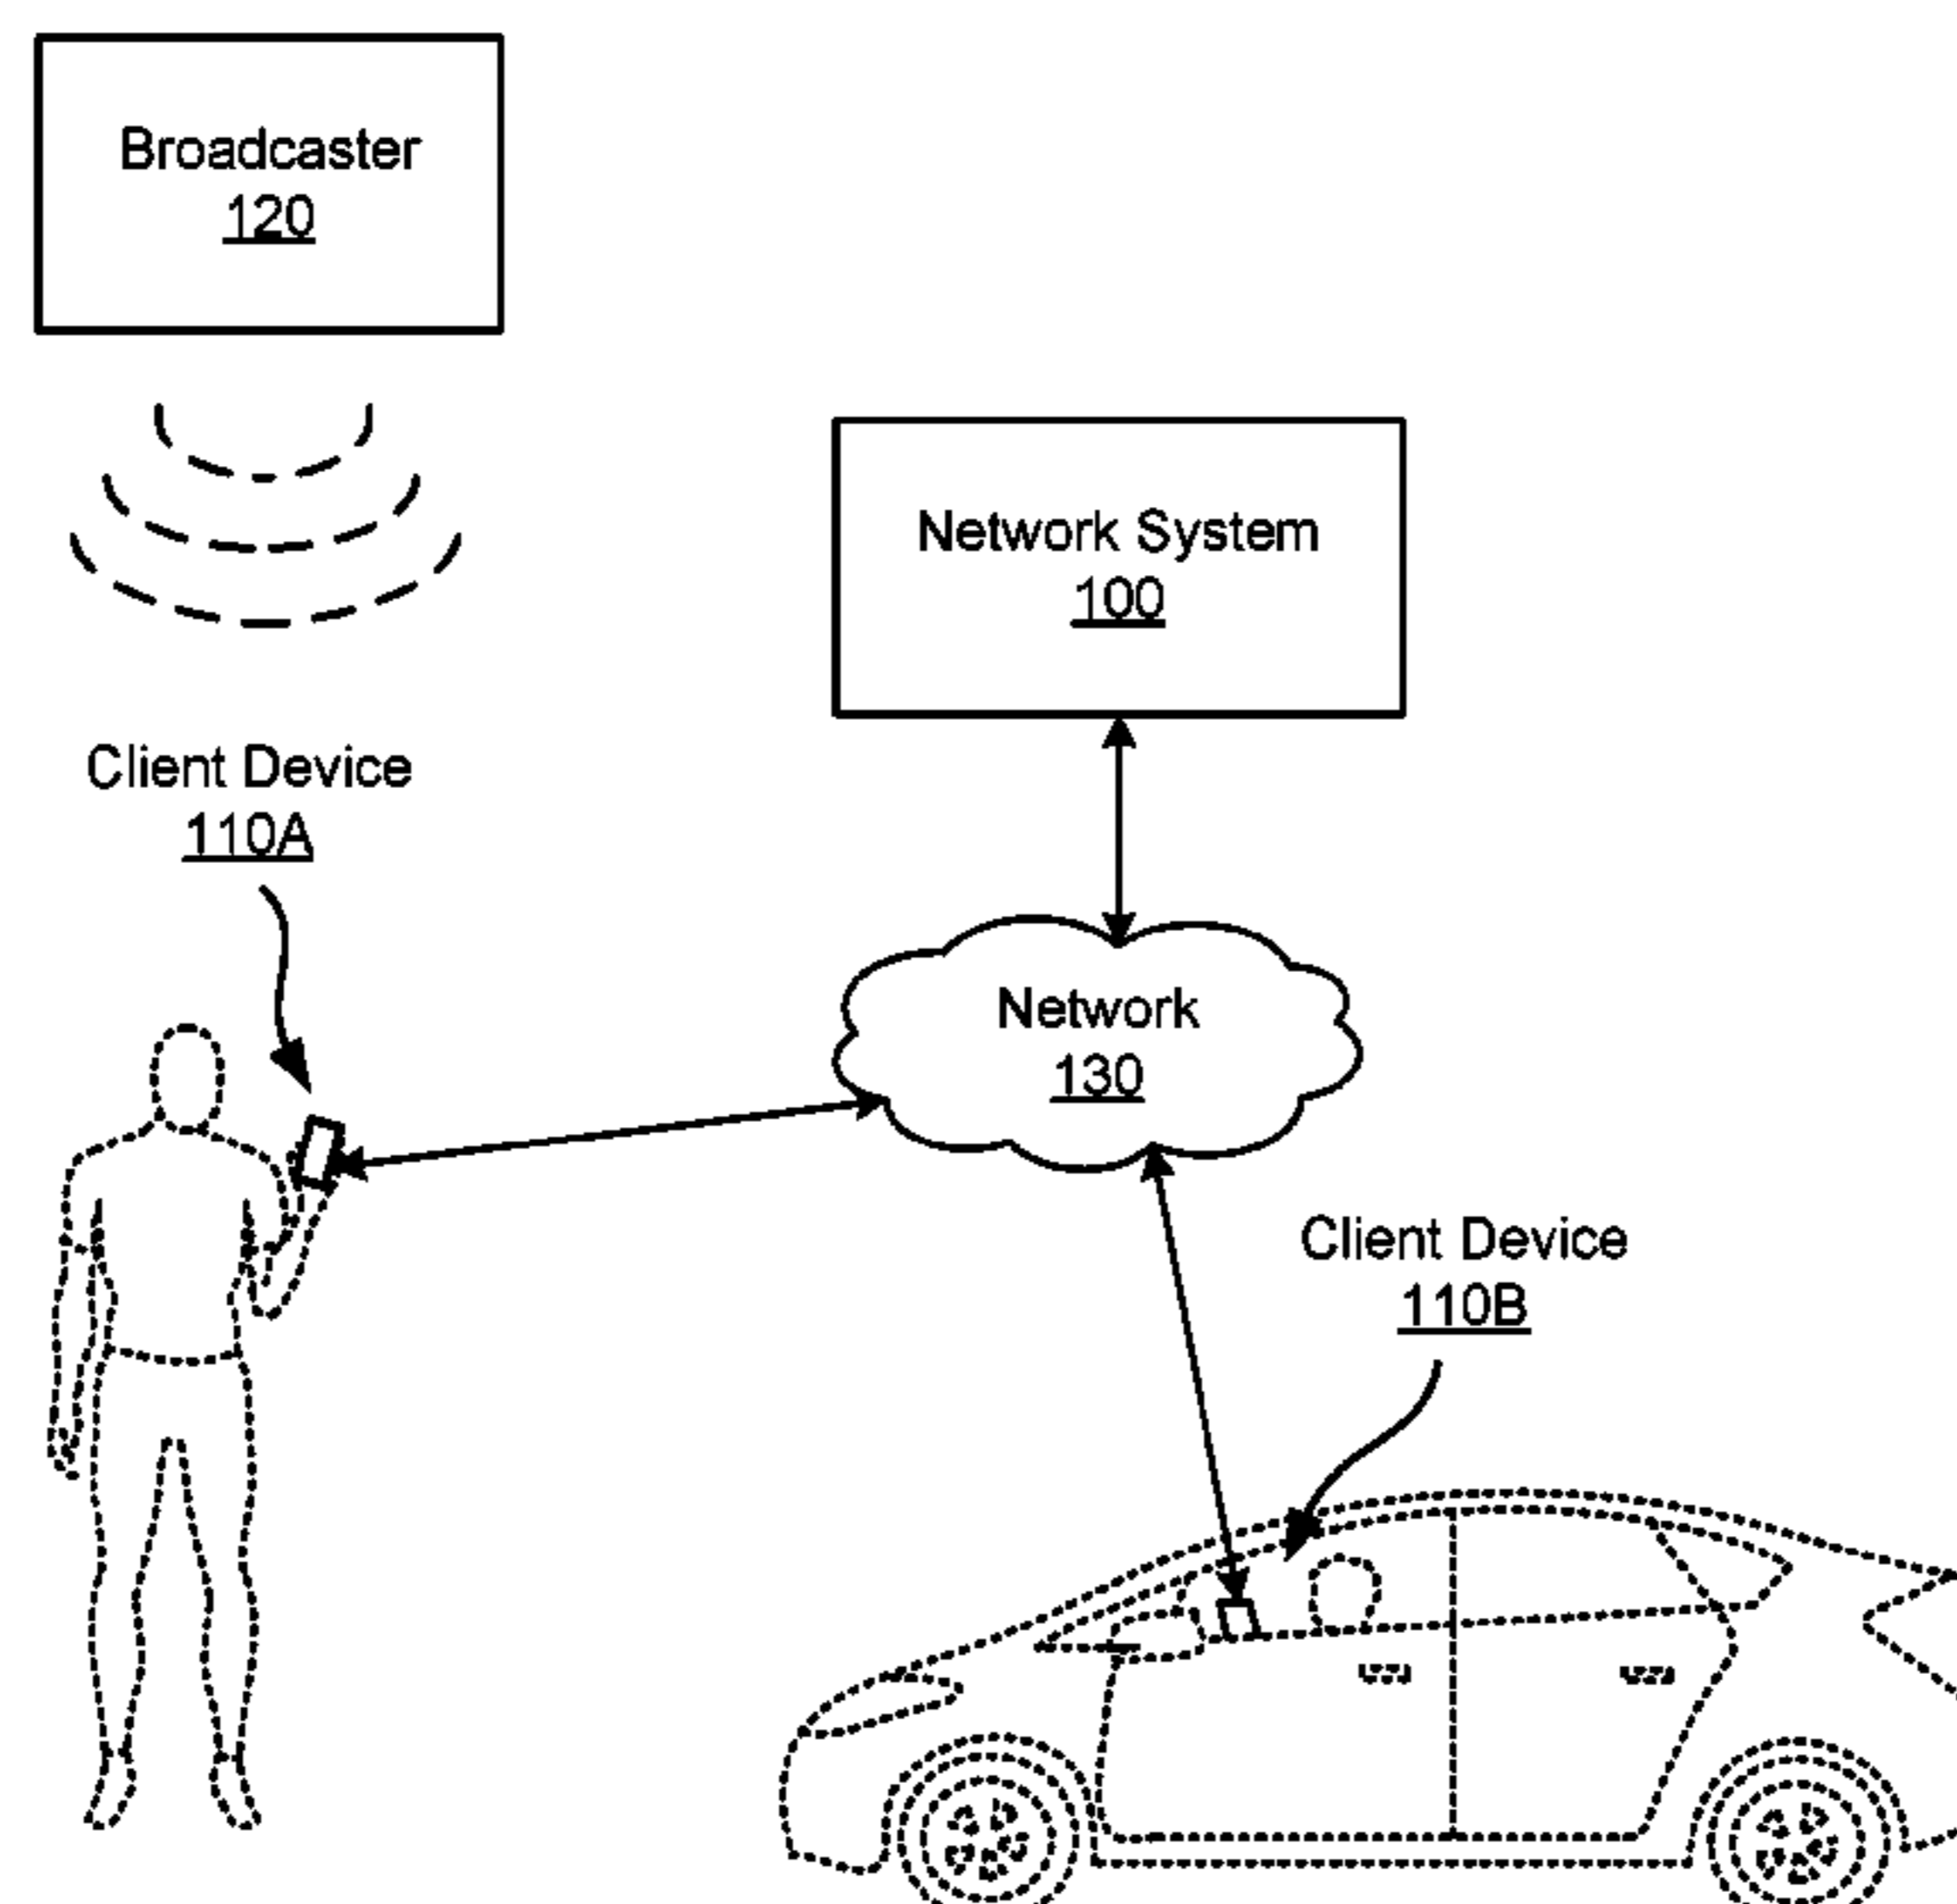 Broadcaster
120
Network System
100
Client Device
110A
Network
130
Client Device
110B